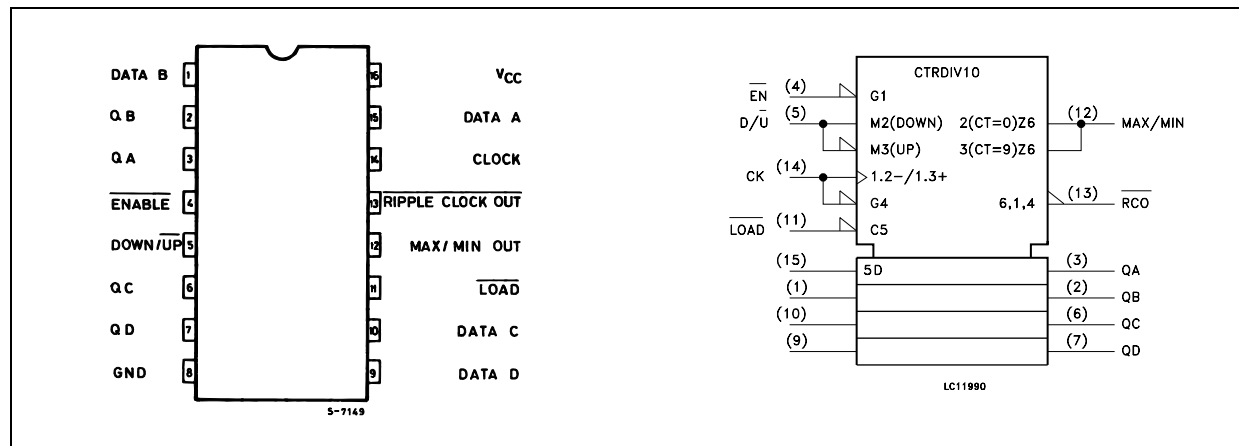 DATA B 1 16 VCC
QB 2 15 DATA A
QA 3 14 CLOCK
ENABLE 4 13 RIPPLE CLOCK OUT
DOWN/UP 5 12 MAX/MIN OUT
QC 6 11 LOAD
QD 7 10 DATA C
GND 8 9 DATA D
S-7149
CTRDIV10
EN (4) G1
D/U (5) M2(DOWN) 2(CT=0)Z6 (12) MAX/MIN
M3(UP) 3(CT=9)Z6
CK (14) 1.2-/1.3+
G4 6,1,4 (13) RCO
LOAD (11) C5
(15) 5D (3) QA
(1) (2) QB
(10) (6) QC
(9) (7) QD
LC11990